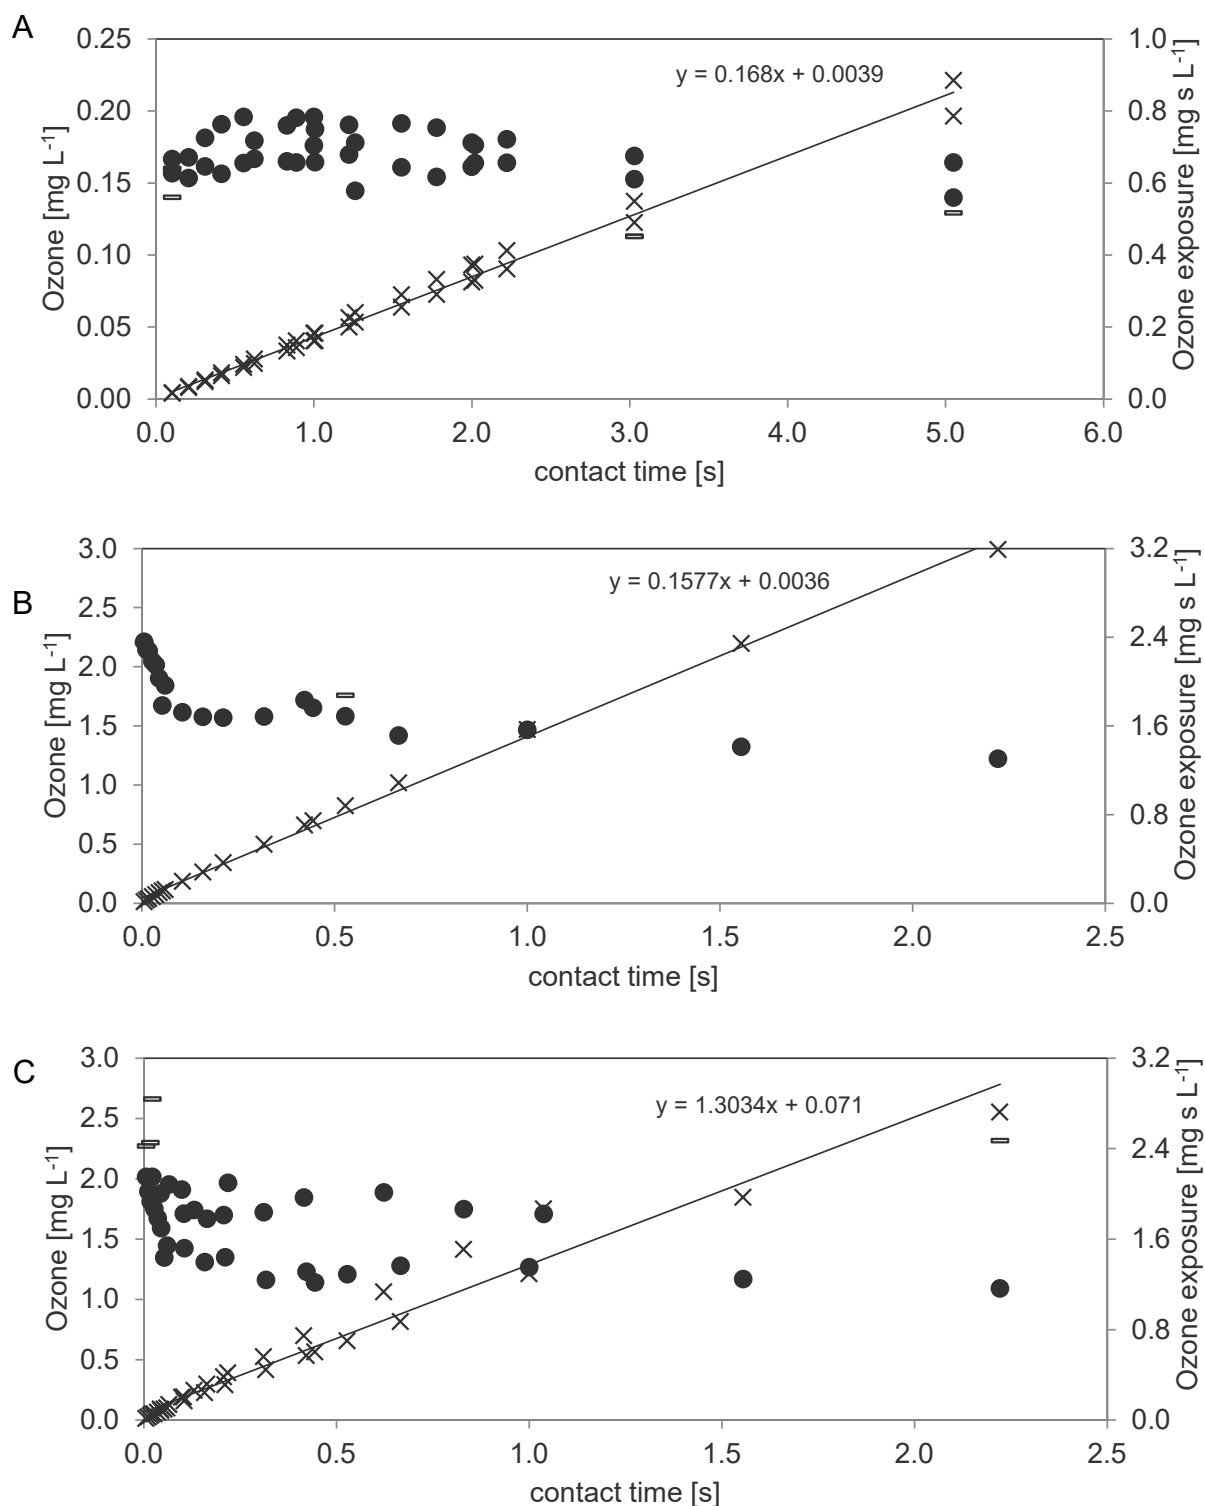 A
0.25
0.20
0.15
0.10
0.05
0.00
Ozone [mg L-1]
y = 0.168x + 0.0039
1.0
0.8
0.6
0.4
0.2
0.0
Ozone exposure [mg s L-1]
0.0 1.0 2.0 3.0 4.0 5.0 6.0
contact time [s]
B
3.0
2.5
2.0
1.5
1.0
0.5
0.0
Ozone [mg L-1]
y = 0.1577x + 0.0036
3.2
2.4
1.6
0.8
0.0
Ozone exposure [mg s L-1]
0.0 0.5 1.0 1.5 2.0 2.5
contact time [s]
C
3.0
2.5
2.0
1.5
1.0
0.5
0.0
Ozone [mg L-1]
y = 1.3034x + 0.071
3.2
2.4
1.6
0.8
0.0
Ozone exposure [mg s L-1]
0.0 0.5 1.0 1.5 2.0 2.5
contact time [s]